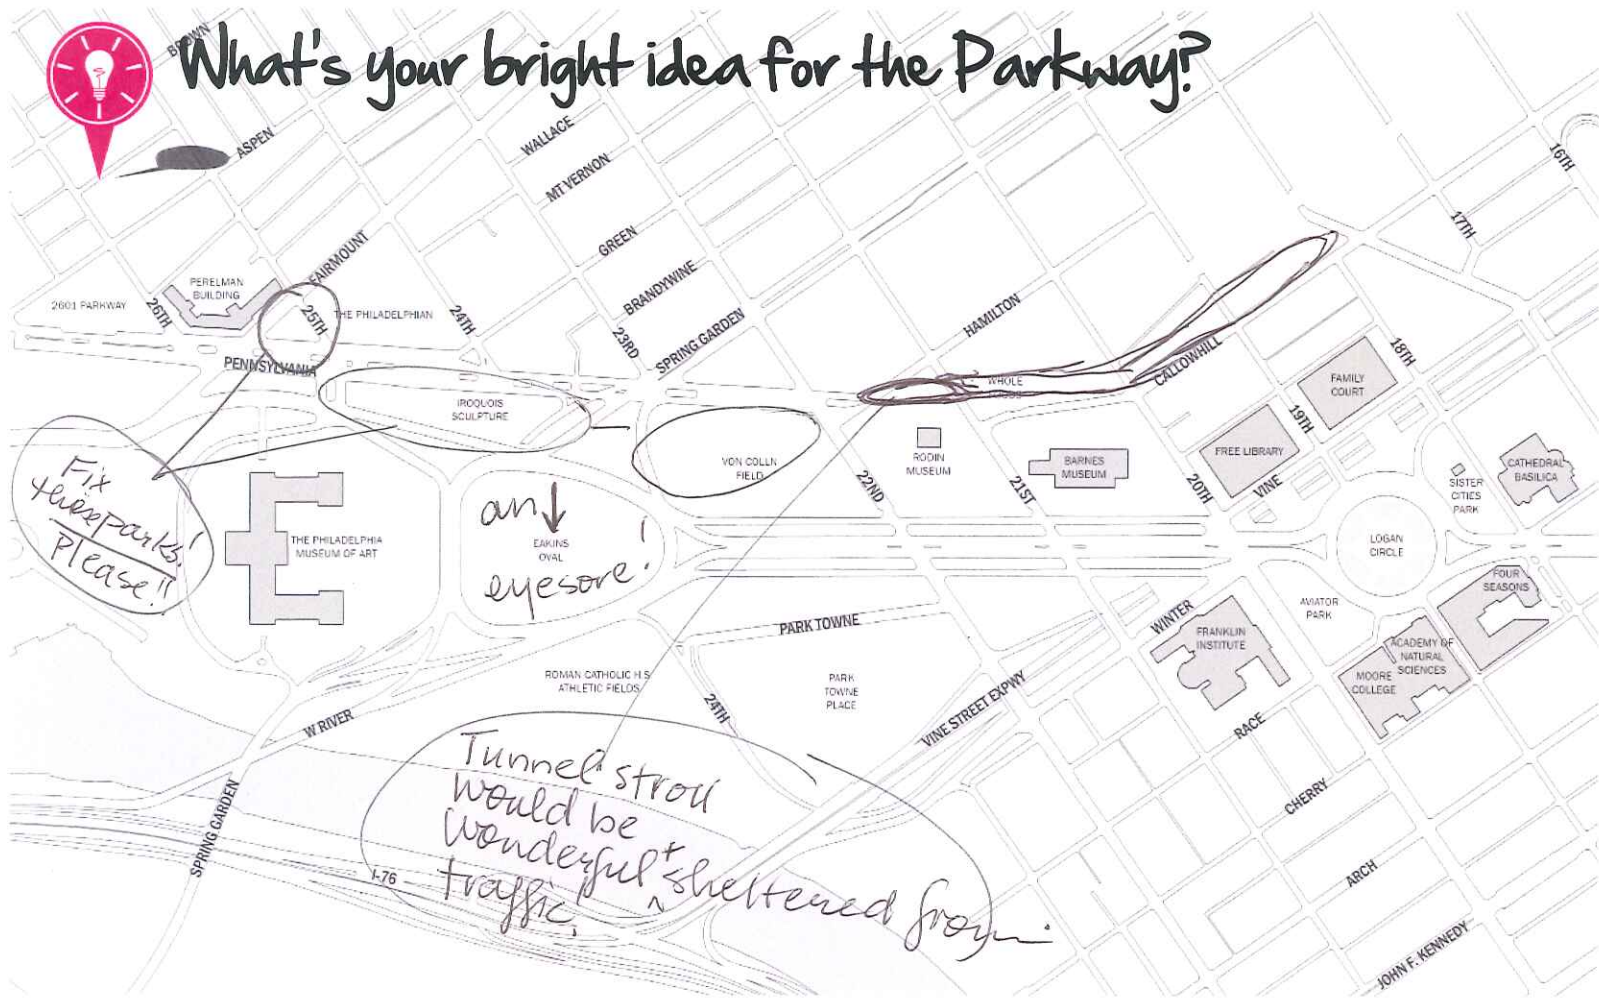 What's your bright idea for the Parkway?
BROWN
ASPEN
WALLACE
MT VERNON
16TH
17TH
GREEN
FAIRMOUNT
PERELMAN
BUILDING
2601 PARKWAY
26TH
25TH
THE PHILADELPHIAN
24TH
BRANDYWINE
23RD
SPRING GARDEN
HAMILTON
PENNSYLVANIA
CALLOWHILL
18TH
WHOLE
FAMILY
COURT
IROQUOIS
SCULPTURE
19TH
FREE LIBRARY
VINE
RODIN
MUSEUM
BARNES
MUSEUM
VON COLLN
FIELD
22ND
21ST
20TH
CATHEDRAL
BASILICA
SISTER
CITIES
PARK
Fix
these parks!
Please!!
an
EAKINS
OVAL
eyesore!
THE PHILADELPHIA
MUSEUM OF ART
LOGAN
CIRCLE
FOUR
SEASONS
AVIATOR
PARK
WINTER
FRANKLIN
INSTITUTE
PARK TOWNE
ACADEMY OF
NATURAL
SCIENCES
MOORE
COLLEGE
ROMAN CATHOLIC H.S
ATHLETIC FIELDS
PARK
TOWNE
PLACE
24TH
VINE STREET EXPWY
W RIVER
RACE
Tunnel stroll
would be
wonderful + sheltered from
traffic!
CHERRY
SPRING GARDEN
I-76
ARCH
JOHN F. KENNEDY